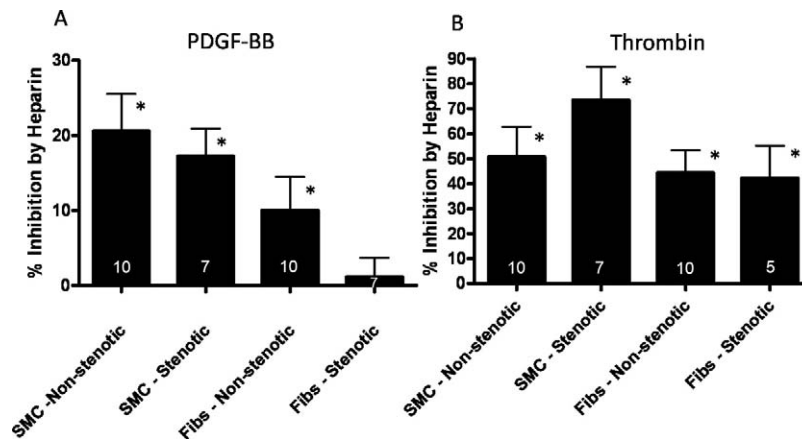 A
PDGF-BB
% Inhibition by Heparin
30
20
10
0
*
*
*
10
7
10
7
SMC -Non-stenotic
SMC - Stenotic
Fibs - Non-stenotic
Fibs - Stenotic
B
Thrombin
% Inhibition by Heparin
90
80
70
60
50
40
30
20
10
0
*
*
*
*
10
7
10
5
SMC - Non-stenotic
SMC - Stenotic
Fibs - Non-stenotic
Fibs - Stenotic